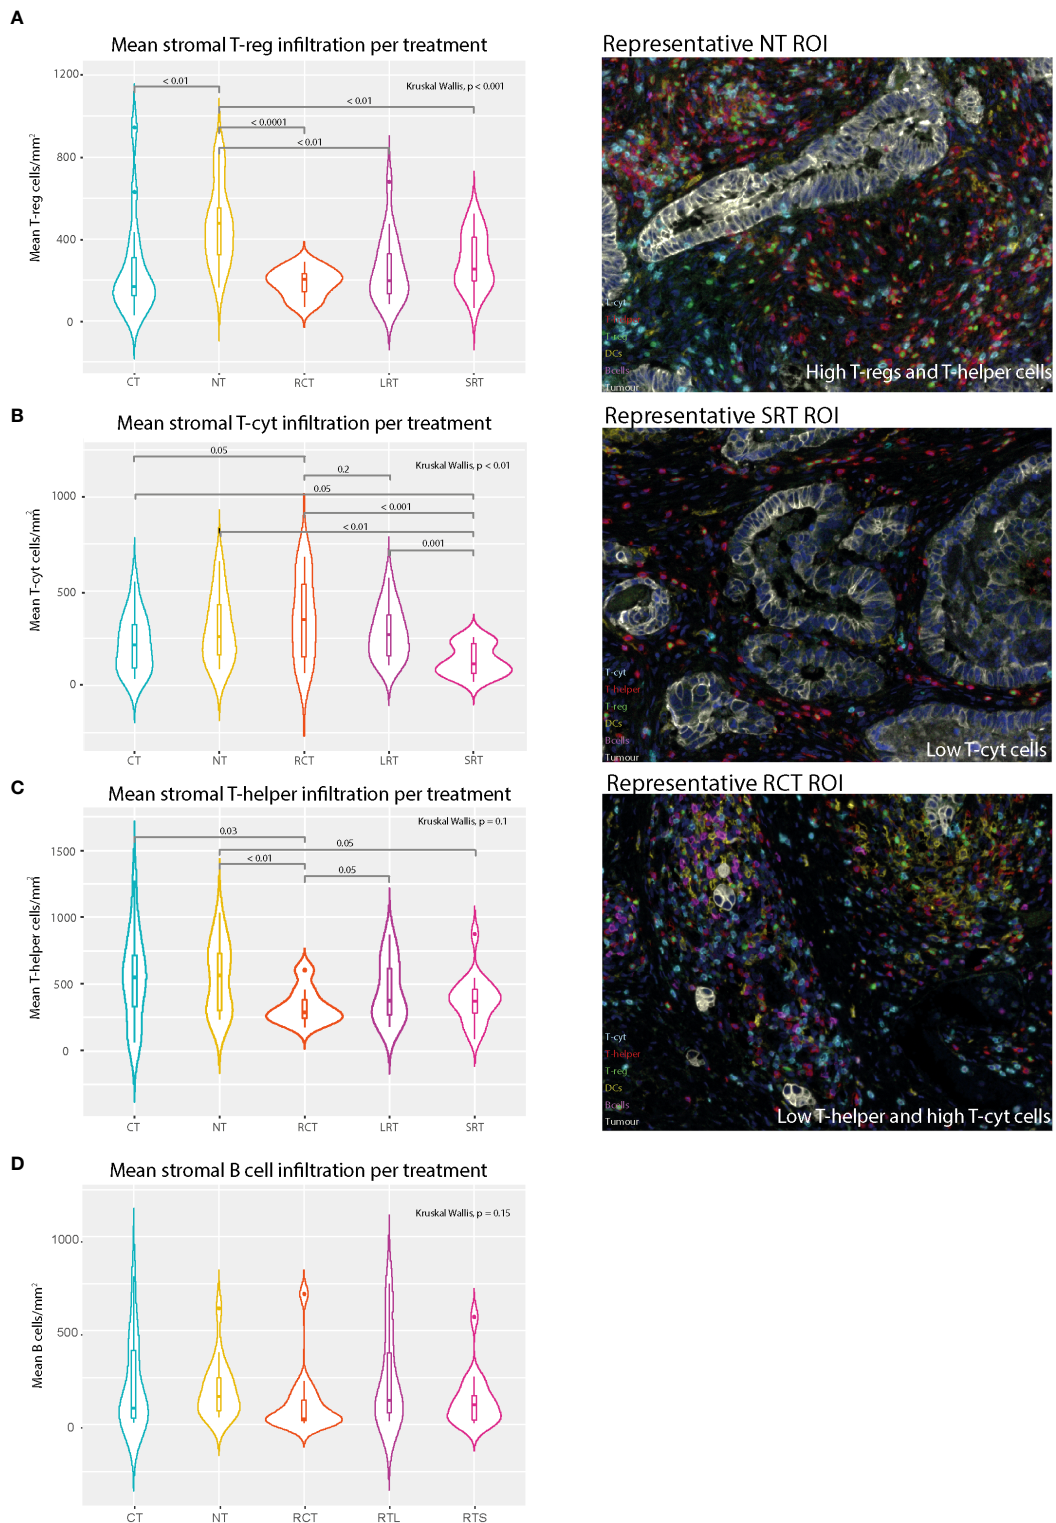 A
Mean stromal T-reg infiltration per treatment
Kruskal Wallis, p < 0.001
< 0.01
< 0.01
< 0.0001
< 0.01
Mean T-reg cells/mm²
1200
800
400
200
0
CT NT RCT LRT SRT
Representative NT ROI
T-cyt
T-helper
T-reg
DCs
Bcells
Tumour
High T-regs and T-helper cells
B
Mean stromal T-cyt infiltration per treatment
Kruskal Wallis, p < 0.01
0.05
0.2
0.05
< 0.001
< 0.01
0.001
Mean T-cyt cells/mm²
1000
500
0
CT NT RCT LRT SRT
Representative SRT ROI
T-cyt
T-helper
T-reg
DCs
Bcells
Tumour
Low T-cyt cells
C
Mean stromal T-helper infiltration per treatment
Kruskal Wallis, p = 0.1
0.03
0.05
< 0.01
0.05
Mean T-helper cells/mm²
1500
1000
500
0
CT NT RCT LRT SRT
Representative RCT ROI
T-cyt
T-helper
T-reg
DCs
Bcells
Tumour
Low T-helper and high T-cyt cells
D
Mean stromal B cell infiltration per treatment
Kruskal Wallis, p = 0.15
Mean B cells/mm²
1000
500
0
CT NT RCT RTL RTS